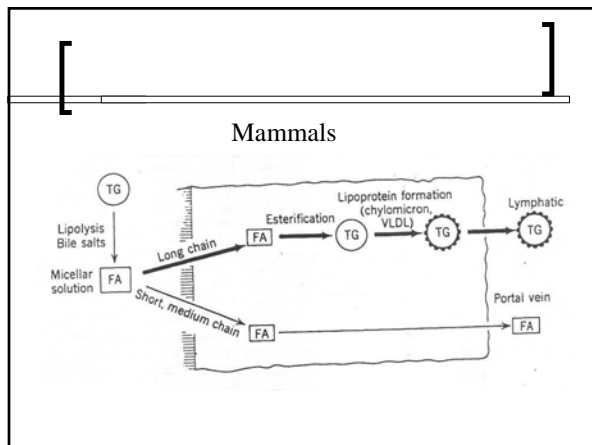 Mammals
TG
Lipolysis
Bile salts
Micellar
solution
FA
Long chain
FA
Esterification
TG
Lipoprotein formation
(chylomicron,
VLDL)
TG
Lymphatic
TG
Short, medium chain
FA
Portal vein
FA